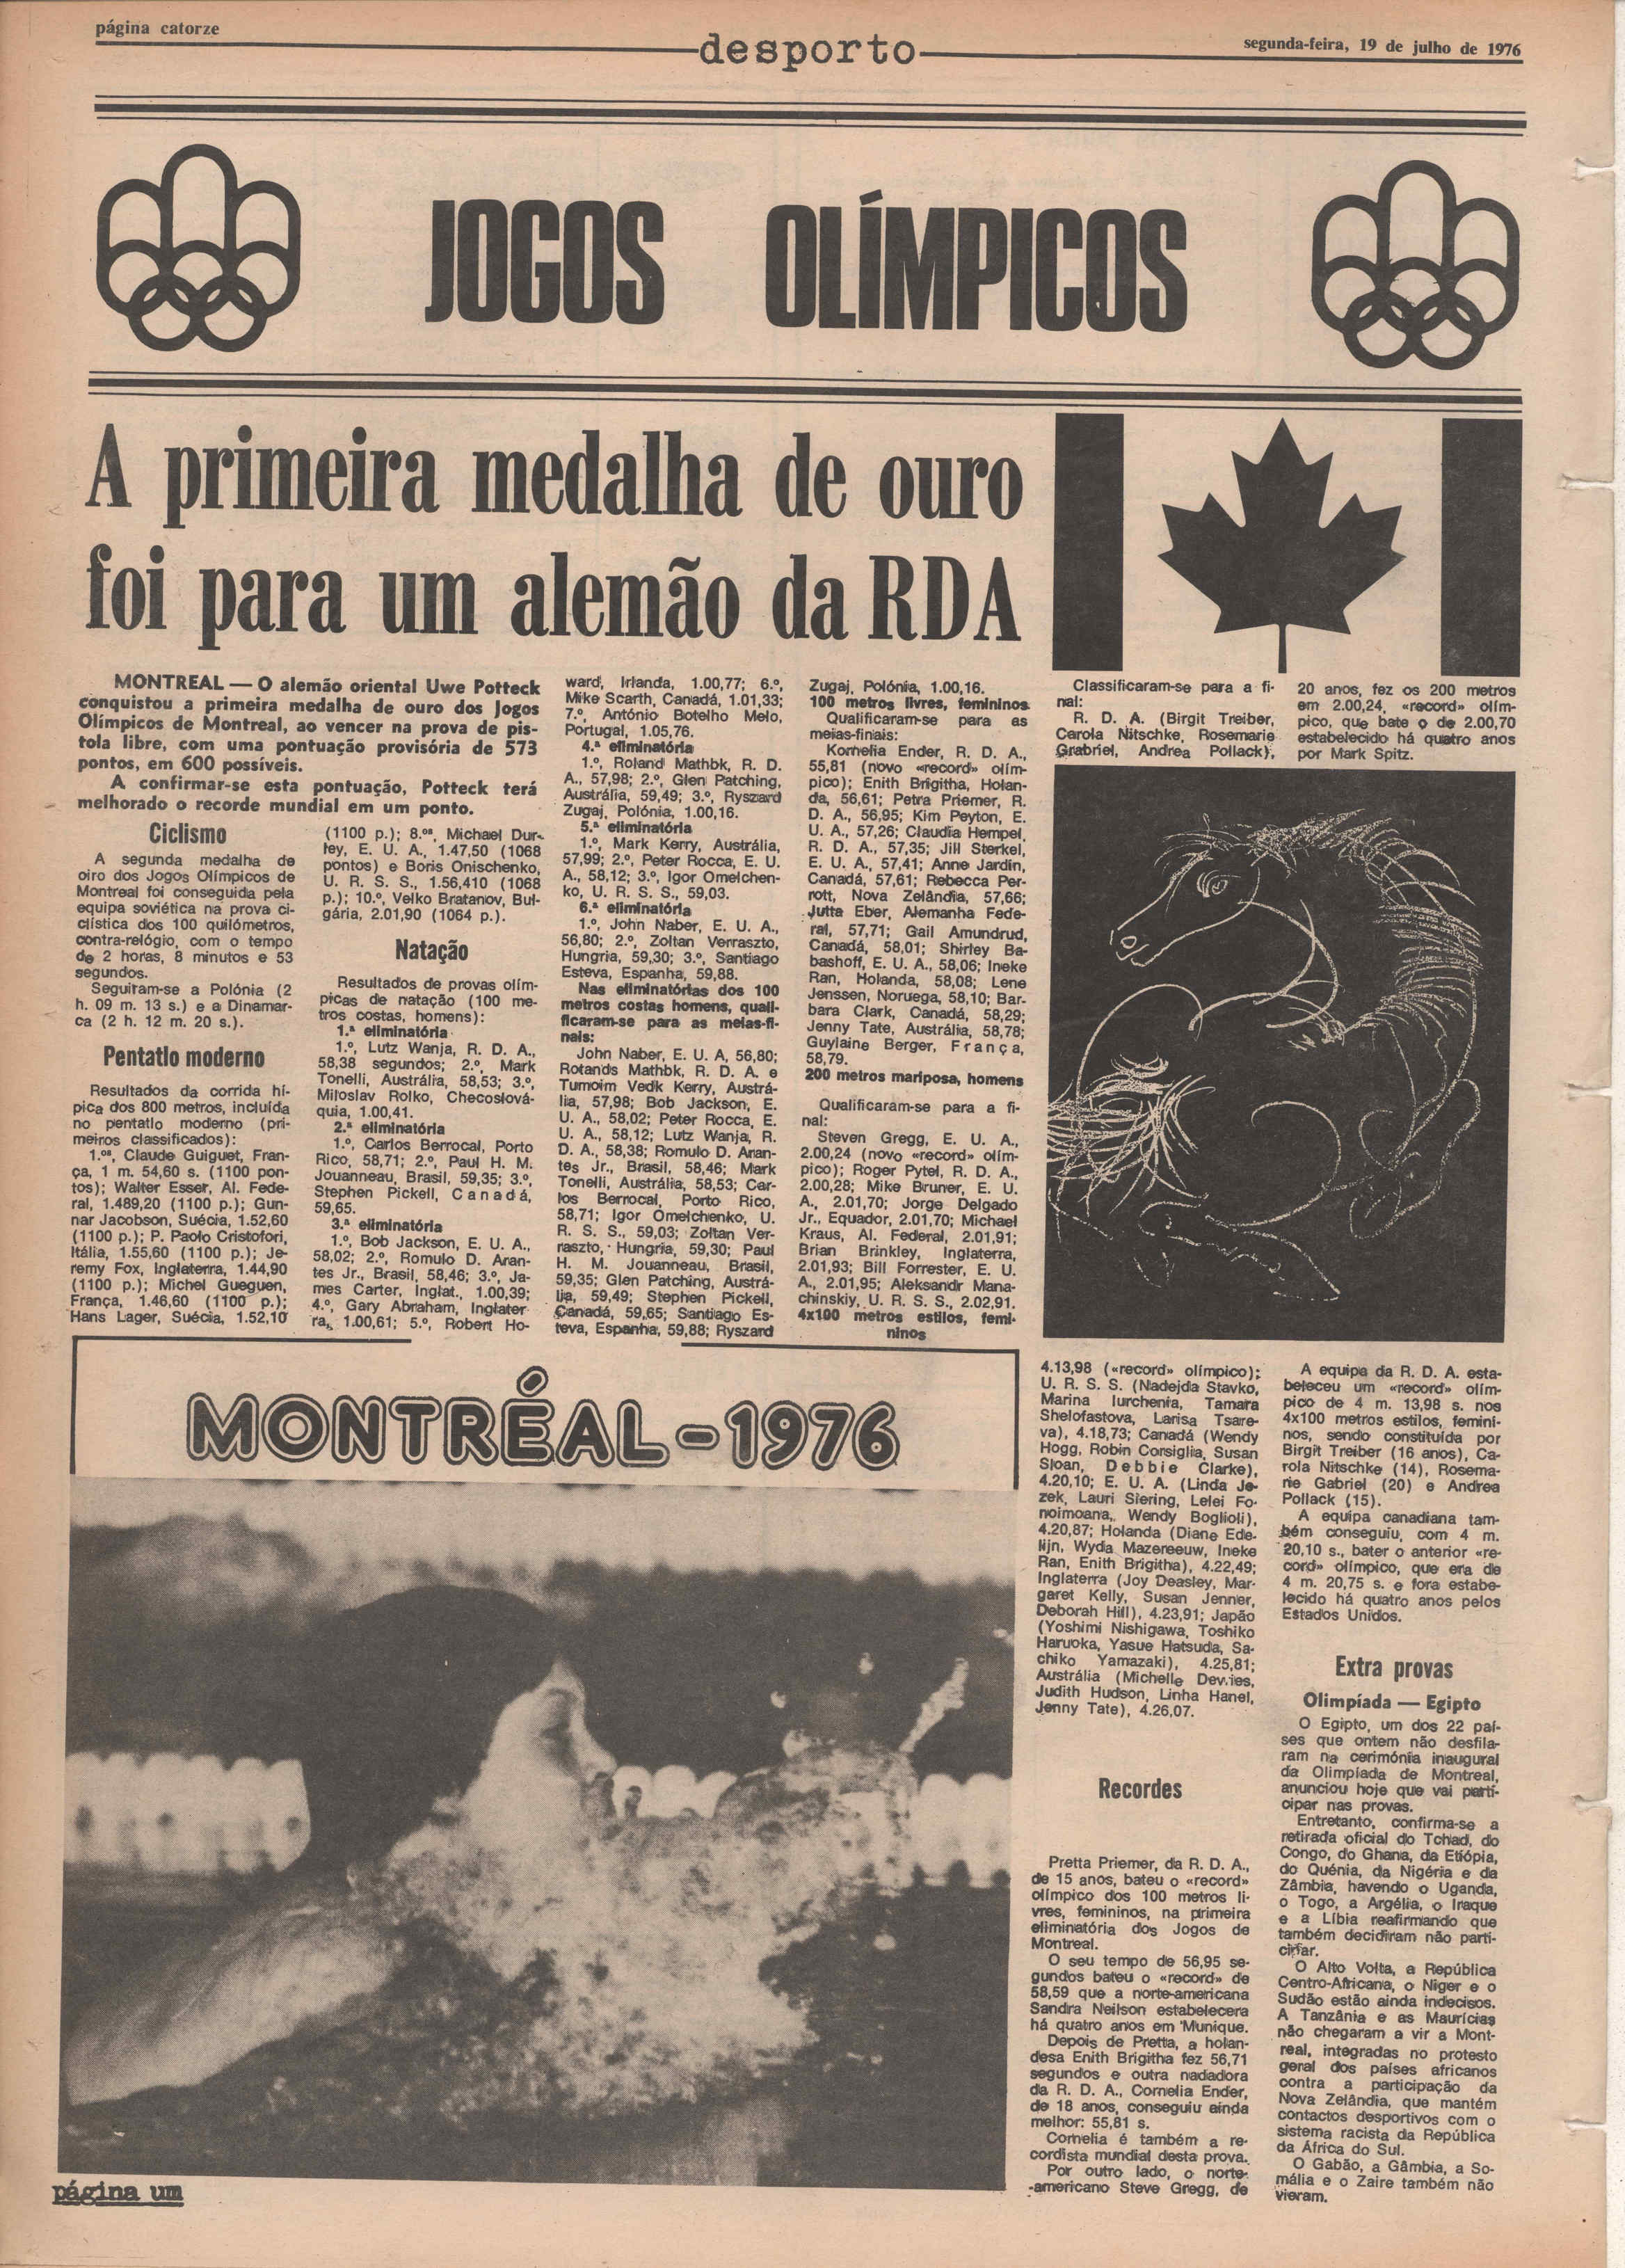 página catorze
desporto
segunda-feira, 19 de julho de 1976
JOGOS OLÍMPICOS
A primeira medalha de ouro
foi para um alemão da RDA
MONTREAL — O alemão oriental Uwe Potteck
conquistou a primeira medalha de ouro dos Jogos
Olímpicos de Montreal, ao vencer na prova de pis-
tola libre, com uma pontuação provisória de 573
pontos, em 600 possíveis.
A confirmar-se esta pontuação, Potteck terá
melhorado o recorde mundial em um ponto.
Ciclismo
A segunda medalha de
oiro dos Jogos Olímpicos de
Montreal foi conseguida pela
equipa soviética na prova ci-
clística dos 100 quilómetros,
contra-relógio, com o tempo
de 2 horas, 8 minutos e 53
segundos.
Seguiram-se a Polónia (2
h. 09 m. 13 s.) e a Dinamar-
ca (2 h. 12 m. 20 s.).
Pentatlo moderno
Resultados da corrida hí-
pica dos 800 metros, incluída
no pentatlo moderno (pri-
meiros classificados):
1.ᵒˢ, Claude Guiguet, Fran-
ça, 1 m. 54,60 s. (1100 pon-
tos); Walter Esser, Al. Fede-
ral, 1.489,20 (1100 p.); Gun-
nar Jacobson, Suécia, 1.52,60
(1100 p.); P. Paolo Cristofori,
Itália, 1.55,60 (1100 p.); Je-
remy Fox, Inglaterra, 1.44,90
(1100 p.); Michel Gueguen,
França, 1.46,60 (1100 p.);
Hans Lager, Suécia, 1.52,10
(1100 p.); 8.ᵒˢ, Michael Dur-
ley, E. U. A., 1.47,50 (1068
pontos) e Boris Onischenko,
U. R. S. S., 1.56,410 (1068
p.); 10.º, Velko Bratanov, Bul-
gária, 2.01,90 (1064 p.).
Natação
Resultados de provas olím-
picas de natação (100 me-
tros costas, homens):
1.ª eliminatória
1.º, Lutz Wanja, R. D. A.,
58,38 segundos; 2.º, Mark
Tonelli, Austrália, 58,53; 3.º,
Miloslav Rolko, Checoslová-
quia, 1.00,41.
2.ª eliminatória
1.º, Carlos Berrocal, Porto
Rico, 58,71; 2.º, Paul H. M.
Jouanneau, Brasil, 59,35; 3.º,
Stephen Pickell, Canadá,
59,65.
3.ª eliminatória
1.º, Bob Jackson, E. U. A.,
58,02; 2.º, Romulo D. Aran-
tes Jr., Brasil, 58,46; 3.º, Ja-
mes Carter, Inglat., 1.00,39;
4.º, Gary Abraham, Inglater
ra, 1.00,61; 5.º, Robert Ho-
ward, Irlanda, 1.00,77; 6.º,
Mike Scarth, Canadá, 1.01,33;
7.º, António Botelho Melo,
Portugal, 1.05,76.
4.ª eliminatória
1.º, Roland Mathbk, R. D.
A., 57,98; 2.º, Glen Patching,
Austrália, 59,49; 3.º, Ryszard
Zugaj, Polónia, 1.00,16.
5.ª eliminatória
1.º, Mark Kerry, Austrália,
57,99; 2.º, Peter Rocca, E. U.
A., 58,12; 3.º, Igor Omelchen-
ko, U. R. S. S., 59,03.
6.ª eliminatória
1.º, John Naber, E. U. A.,
56,80; 2.º, Zoltan Verraszto,
Hungria, 59,30; 3.º, Santiago
Esteva, Espanha, 59,88.
Nas eliminatórias dos 100
metros costas homens, quali-
ficaram-se para as meias-fi-
nais:
John Naber, E. U. A, 56,80;
Rotands Mathbk, R. D. A. e
Tumoim Vedk Kerry, Austrá-
lia, 57,98; Bob Jackson, E.
U. A., 58,02; Peter Rocca, E.
U. A., 58,12; Lutz Wanja, R.
D. A., 58,38; Romulo D. Aran-
tes Jr., Brasil, 58,46; Mark
Tonelli, Austrália, 58,53; Car-
los Berrocal, Porto Rico,
58,71; Igor Omelchenko, U.
R. S. S., 59,03; Zoltan Ver-
raszto, Hungria, 59,30; Paul
H. M. Jouanneau, Brasil,
59,35; Glen Patching, Austrá-
lia, 59,49; Stephen Pickell,
Canadá, 59,65; Santiago Es-
teva, Espanha, 59,88; Ryszard
Zugaj, Polónia, 1.00,16.
100 metros livres, femininos
Qualificaram-se para as
meias-finais:
Kornelia Ender, R. D. A.,
55,81 (novo «record» olím-
pico); Enith Brigitha, Holan-
da, 56,61; Petra Priemer, R.
D. A., 56,95; Kim Peyton, E.
U. A., 57,26; Claudia Hempel,
R. D. A., 57,35; Jill Sterkel,
E. U. A., 57,41; Anne Jardin,
Canadá, 57,61; Rebecca Per-
rott, Nova Zelândia, 57,66;
Jutta Eber, Alemanha Fede-
ral, 57,71; Gail Amundrud,
Canadá, 58,01; Shirley Ba-
bashoff, E. U. A., 58,06; Ineke
Ran, Holanda, 58,08; Lene
Jenssen, Noruega, 58,10; Bar-
bara Clark, Canadá, 58,29;
Jenny Tate, Austrália, 58,78;
Guylaine Berger, França,
58,79.
200 metros mariposa, homens
Qualificaram-se para a fi-
nal:
Steven Gregg, E. U. A.,
2.00,24 (novo «record» olím-
pico); Roger Pytel, R. D. A.,
2.00,28; Mike Bruner, E. U.
A., 2.01,70; Jorge Delgado
Jr., Equador, 2.01,70; Michael
Kraus, Al. Federal, 2.01,91;
Brian Brinkley, Inglaterra,
2.01,93; Bill Forrester, E. U.
A., 2.01,95; Aleksandr Mana-
chinskiy, U. R. S. S., 2.02,91.
4x100 metros estilos, femi-
ninos
Classificaram-se para a fi-
nal:
R. D. A. (Birgit Treiber,
Carola Nitschke, Rosemarie
Grabriel, Andrea Pollack),
20 anos, fez os 200 metros
em 2.00,24, «record» olím-
pico, que bate o de 2.00,70
estabelecido há quatro anos
por Mark Spitz.
MONTRÉAL-1976
4.13,98 («record» olímpico);
U. R. S. S. (Nadejda Stavko,
Marina Iurchenia, Tamara
Shelofastova, Larisa Tsare-
va), 4.18,73; Canadá (Wendy
Hogg, Robin Corsiglia, Susan
Sloan, Debbie Clarke),
4.20,10; E. U. A. (Linda Je-
zek, Lauri Siering, Lelei Fo-
noimoana, Wendy Boglioli),
4.20,87; Holanda (Diane Ede-
lijn, Wyda Mazereeuw, Ineke
Ran, Enith Brigitha), 4.22,49;
Inglaterra (Joy Deasley, Mar-
garet Kelly, Susan Jenner,
Deborah Hill), 4.23,91; Japão
(Yoshimi Nishigawa, Toshiko
Haruoka, Yasue Hatsuda, Sa-
chiko Yamazaki), 4.25,81;
Austrália (Michelle Devries,
Judith Hudson, Linha Hanel,
Jenny Tate), 4.26,07.
Recordes
Pretta Priemer, da R. D. A.,
de 15 anos, bateu o «record»
olímpico dos 100 metros li-
vres, femininos, na primeira
eliminatória dos Jogos de
Montreal.
O seu tempo de 56,95 se-
gundos bateu o «record» de
58,59 que a norte-americana
Sandra Neilson estabelecera
há quatro anos em Munique.
Depois de Pretta, a holan-
desa Enith Brigitha fez 56,71
segundos e outra nadadora
da R. D. A., Cornelia Ender,
de 18 anos, conseguiu ainda
melhor: 55,81 s.
Cornelia é também a re-
cordista mundial desta prova.
Por outro lado, o norte-
-americano Steve Gregg, de
A equipa da R. D. A. esta-
beleceu um «record» olím-
pico de 4 m. 13,98 s. nos
4x100 metros estilos, femini-
nos, sendo constituída por
Birgit Treiber (16 anos), Ca-
rola Nitschke (14), Rosema-
rie Gabriel (20) e Andrea
Pollack (15).
A equipa canadiana tam-
bém conseguiu, com 4 m.
20,10 s., bater o anterior «re-
cord» olímpico, que era de
4 m. 20,75 s. e fora estabe-
lecido há quatro anos pelos
Estados Unidos.
Extra provas
Olimpíada — Egipto
O Egipto, um dos 22 paí-
ses que ontem não desfila-
ram na cerimónia inaugural
da Olimpíada de Montreal,
anunciou hoje que vai parti-
cipar nas provas.
Entretanto, confirma-se a
retirada oficial do Tchad, do
Congo, do Ghana, da Etiópia,
do Quénia, da Nigéria e da
Zâmbia, havendo o Uganda,
o Togo, a Argélia, o Iraque
e a Líbia reafirmando que
também decidiram não parti-
cipar.
O Alto Volta, a República
Centro-Africana, o Niger e o
Sudão estão ainda indecisos.
A Tanzânia e as Maurícias
não chegaram a vir a Mont-
real, integradas no protesto
geral dos países africanos
contra a participação da
Nova Zelândia, que mantém
contactos desportivos com o
sistema racista da República
da África do Sul.
O Gabão, a Gâmbia, a So-
mália e o Zaire também não
vieram.
página um